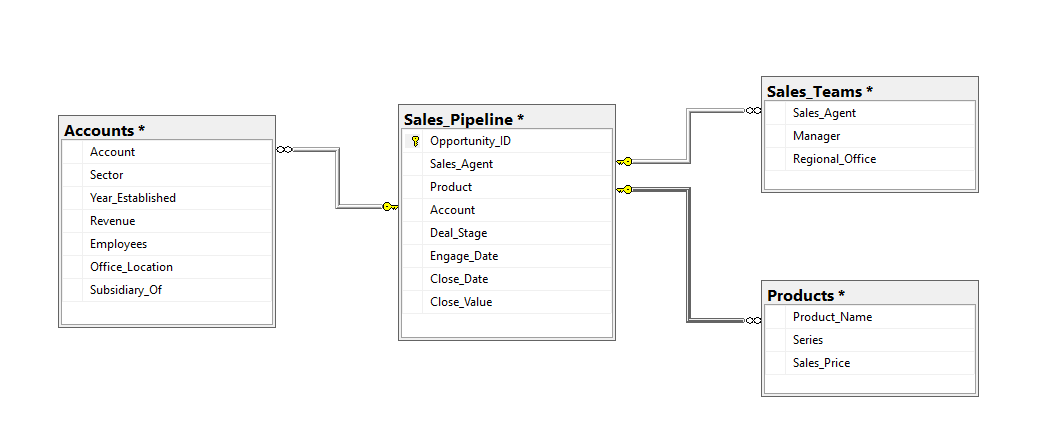 Accounts *
Account
Sector
Year_Established
Revenue
Employees
Office_Location
Subsidiary_Of
Sales_Pipeline *
Opportunity_ID
Sales_Agent
Product
Account
Deal_Stage
Engage_Date
Close_Date
Close_Value
Sales_Teams *
Sales_Agent
Manager
Regional_Office
Products *
Product_Name
Series
Sales_Price